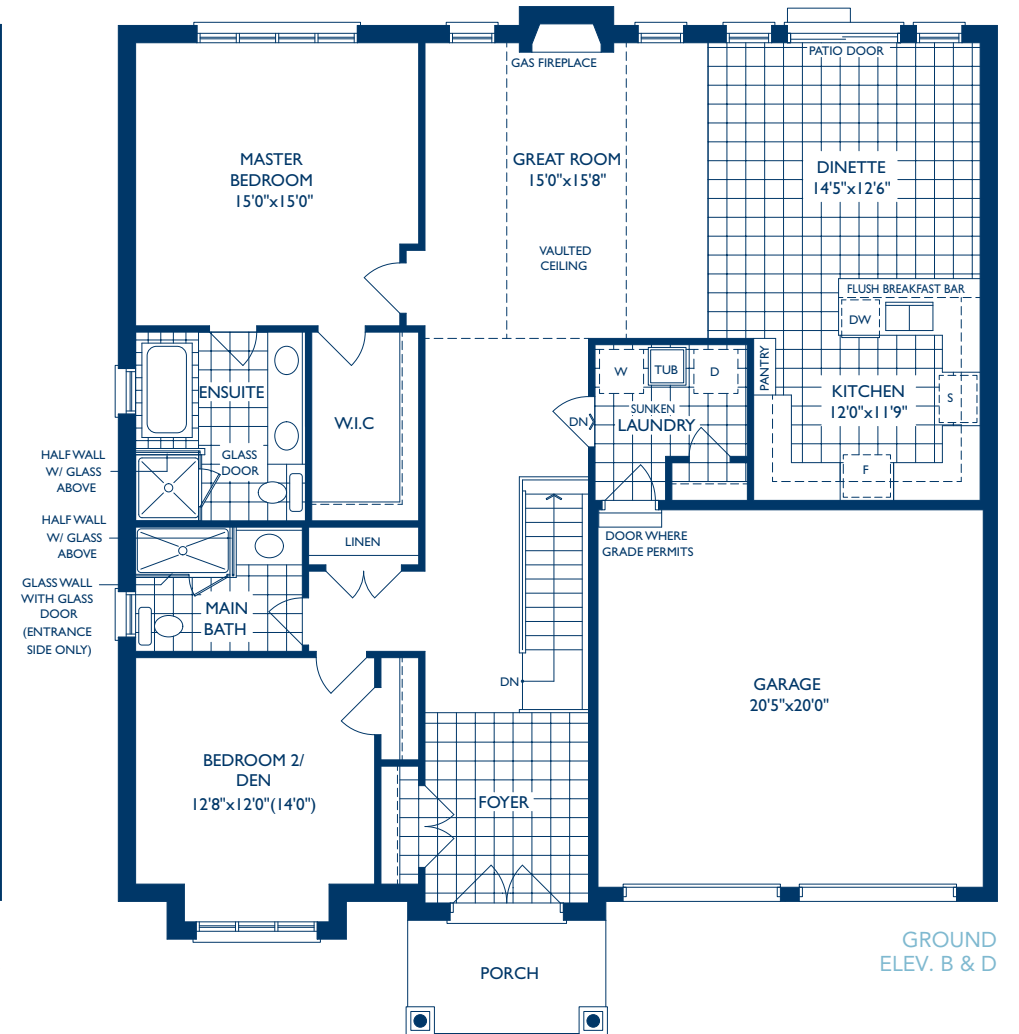 GAS FIREPLACE
PATIO DOOR
MASTER
BEDROOM
15'0"x15'0"
GREAT ROOM
15'0"x15'8"
DINETTE
14'5"x12'6"
VAULTED
CEILING
FLUSH BREAKFAST BAR
DW
PANTRY
W
TUB
D
S
ENSUITE
W.I.C
DN
SUNKEN
LAUNDRY
KITCHEN
12'0"x11'9"
F
GLASS
DOOR
HALF WALL
W/ GLASS
ABOVE
HALF WALL
W/ GLASS
ABOVE
LINEN
DOOR WHERE
GRADE PERMITS
GLASS WALL
WITH GLASS
DOOR
(ENTRANCE
SIDE ONLY)
MAIN
BATH
DN
GARAGE
20'5"x20'0"
BEDROOM 2/
DEN
12'8"x12'0"(14'0")
FOYER
PORCH
GROUND
ELEV. B & D